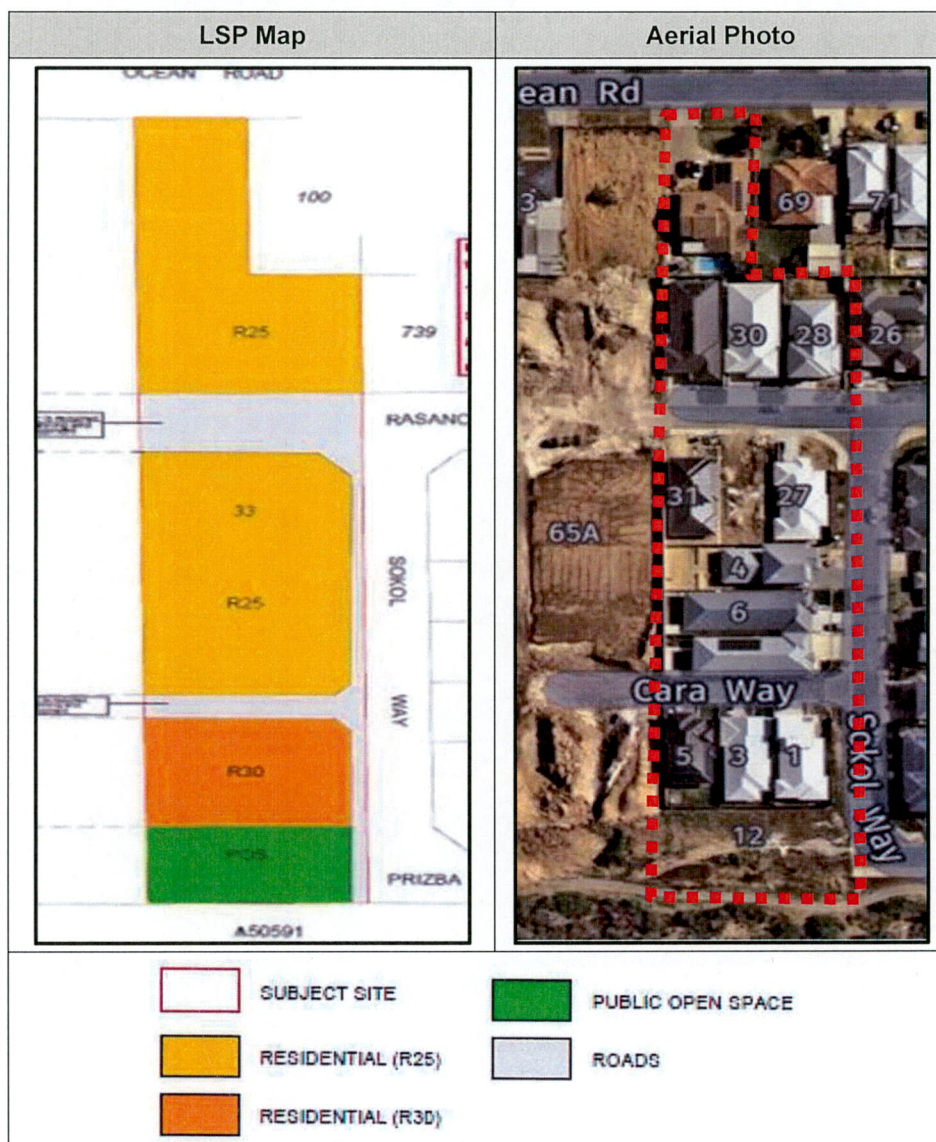 LSP Map
Aerial Photo
OCEAN ROAD
100
R25
739
RASANC
33
R25
SOKOL
WAY
R30
POS
PRIZBA
A50591
ean Rd
3
69
71
30
28
26
31
27
65A
4
6
Cara Way
5
3
1
Sokol Way
12
SUBJECT SITE
PUBLIC OPEN SPACE
RESIDENTIAL (R25)
ROADS
RESIDENTIAL (R30)